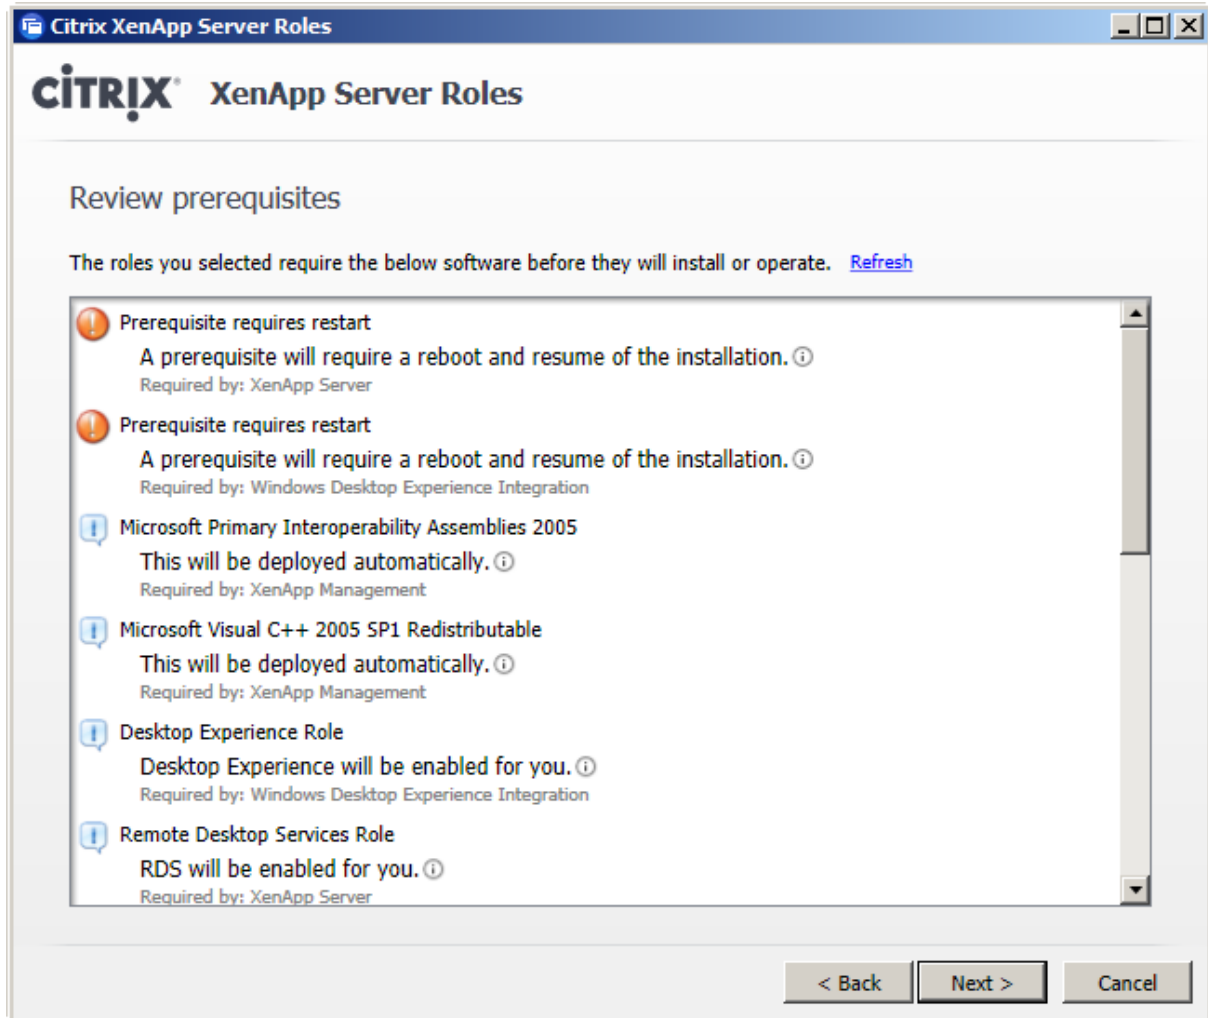 Citrix XenApp Server Roles
CİTRIX XenApp Server Roles
Review prerequisites
The roles you selected require the below software before they will install or operate. Refresh
Prerequisite requires restart
A prerequisite will require a reboot and resume of the installation.
Required by: XenApp Server
Prerequisite requires restart
A prerequisite will require a reboot and resume of the installation.
Required by: Windows Desktop Experience Integration
Microsoft Primary Interoperability Assemblies 2005
This will be deployed automatically.
Required by: XenApp Management
Microsoft Visual C++ 2005 SP1 Redistributable
This will be deployed automatically.
Required by: XenApp Management
Desktop Experience Role
Desktop Experience will be enabled for you.
Required by: Windows Desktop Experience Integration
Remote Desktop Services Role
RDS will be enabled for you.
Required by: XenApp Server
< Back Next > Cancel